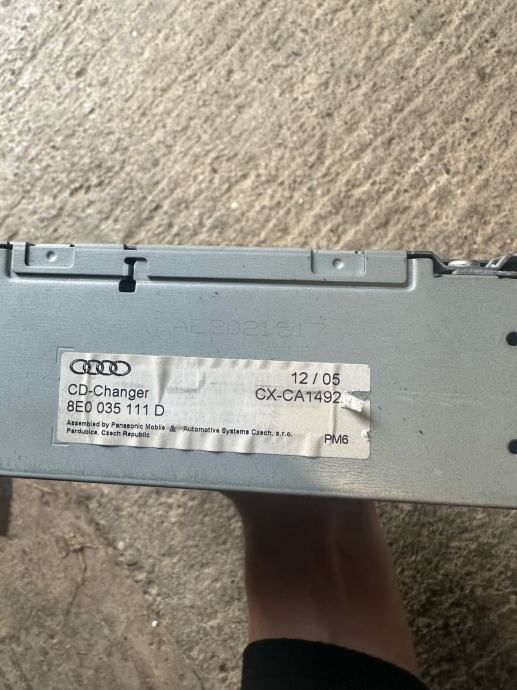 12 / 05
CD-Changer
CX-CA1492
8E0 035 111 D
Assembled by Panasonic Mobile & Automotive Systems Czech, s.r.o.
Pardubice, Czech Republic
PM6